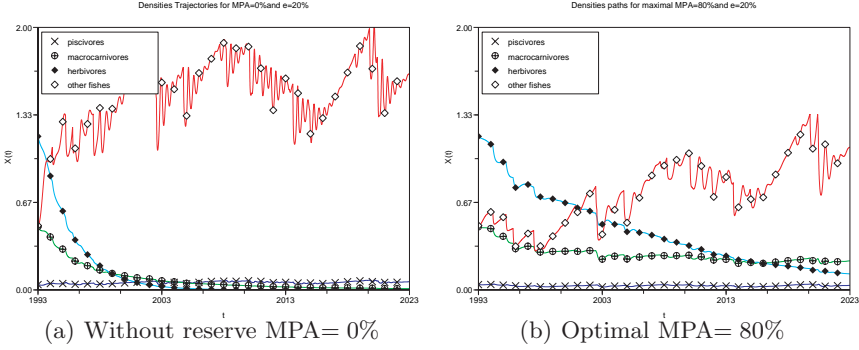 Densities Trajectories for MPA=0%and e=20%
2.00
1.33
0.67
0.00
X(t)
piscivores
macrocarnivores
herbivores
other fishes
1993
2003
2013
2023
t
(a) Without reserve MPA= 0%
Densities paths for maximal MPA=80%and e=20%
2.00
1.33
0.67
0.00
X(t)
piscivores
macrocarnivores
herbivores
other fishes
1993
2003
2013
2023
t
(b) Optimal MPA= 80%